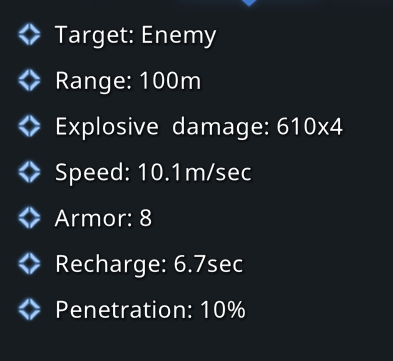 Target: Enemy
Range: 100m
Explosive  damage: 610x4
Speed: 10.1m/sec
Armor: 8
Recharge: 6.7sec
Penetration: 10%